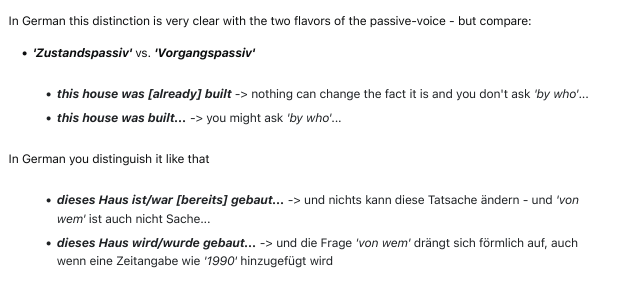 In German this distinction is very clear with the two flavors of the passive-voice - but compare:
• 'Zustandspassiv' vs. 'Vorgangspassiv'
• this house was [already] built -> nothing can change the fact it is and you don't ask 'by who'...
• this house was built... -> you might ask 'by who'...
In German you distinguish it like that
• dieses Haus ist/war [bereits] gebaut... -> und nichts kann diese Tatsache ändern - und 'von
wem' ist auch nicht Sache...
• dieses Haus wird/wurde gebaut... -> und die Frage 'von wem' drängt sich förmlich auf, auch
wenn eine Zeitangabe wie '1990' hinzugefügt wird